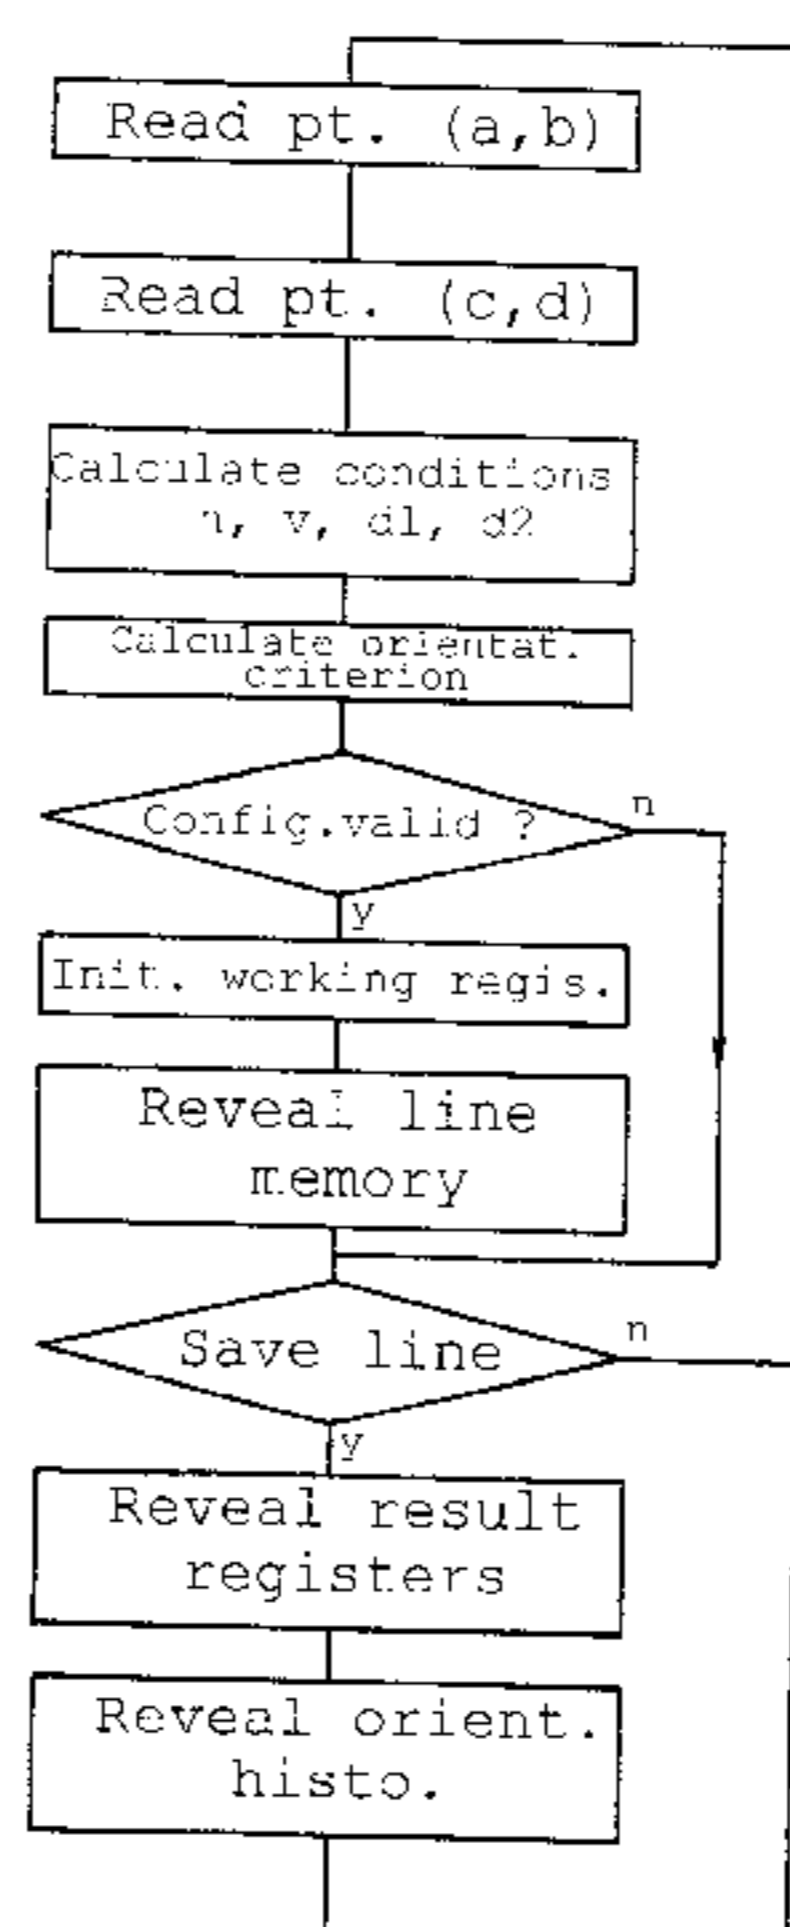 Read pt. (a,b)
Read pt. (c,d)
Calculate conditions
h, v, d1, d2
Calculate orientat.
criterion
Config.valid ?
n
y
Init. working regis.
Reveal line
memory
Save line
n
y
Reveal result
registers
Reveal orient.
histo.